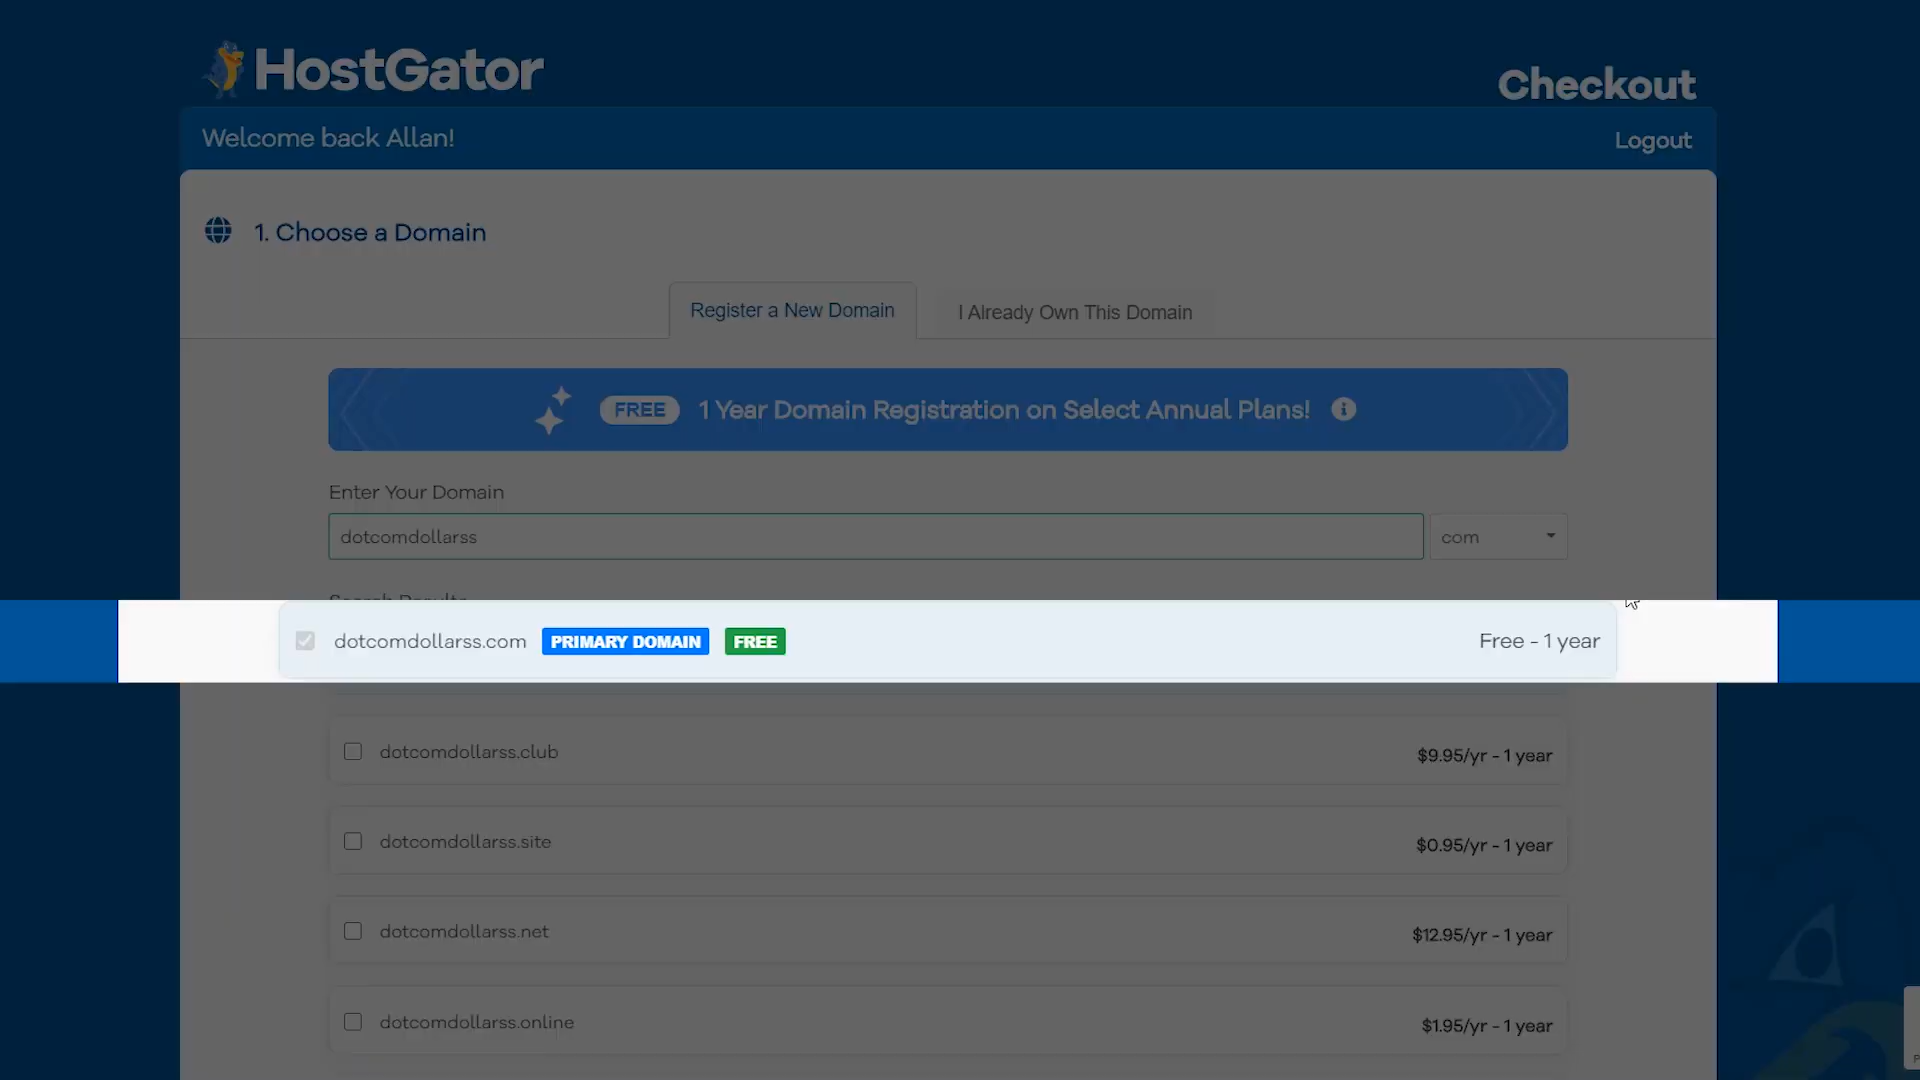 HostGator
Checkout
Welcome back Allan!
Logout
1. Choose a Domain
Register a New Domain
I Already Own This Domain
FREE 1 Year Domain Registration on Select Annual Plans!
Enter Your Domain
dotcomdollarss
com
Search Results
dotcomdollarss.com PRIMARY DOMAIN FREE Free - 1 year
dotcomdollarss.club $9.95/yr - 1 year
dotcomdollarss.site $0.95/yr - 1 year
dotcomdollarss.net $12.95/yr - 1 year
dotcomdollarss.online $1.95/yr - 1 year